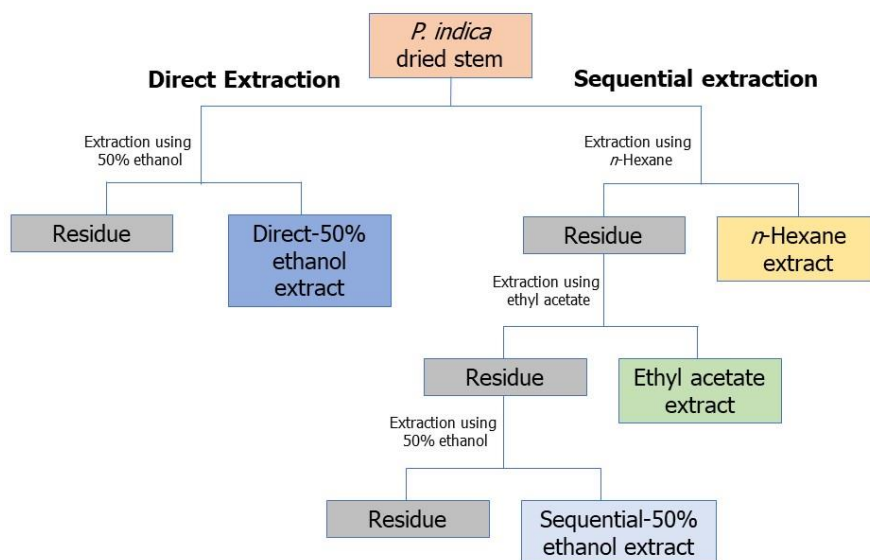 P. indica
dried stem
Direct Extraction
Sequential extraction
Extraction using
50% ethanol
Extraction using
n-Hexane
Residue
Direct-50%
ethanol
extract
Residue
n-Hexane
extract
Extraction using
ethyl acetate
Residue
Ethyl acetate
extract
Extraction using
50% ethanol
Residue
Sequential-50%
ethanol extract